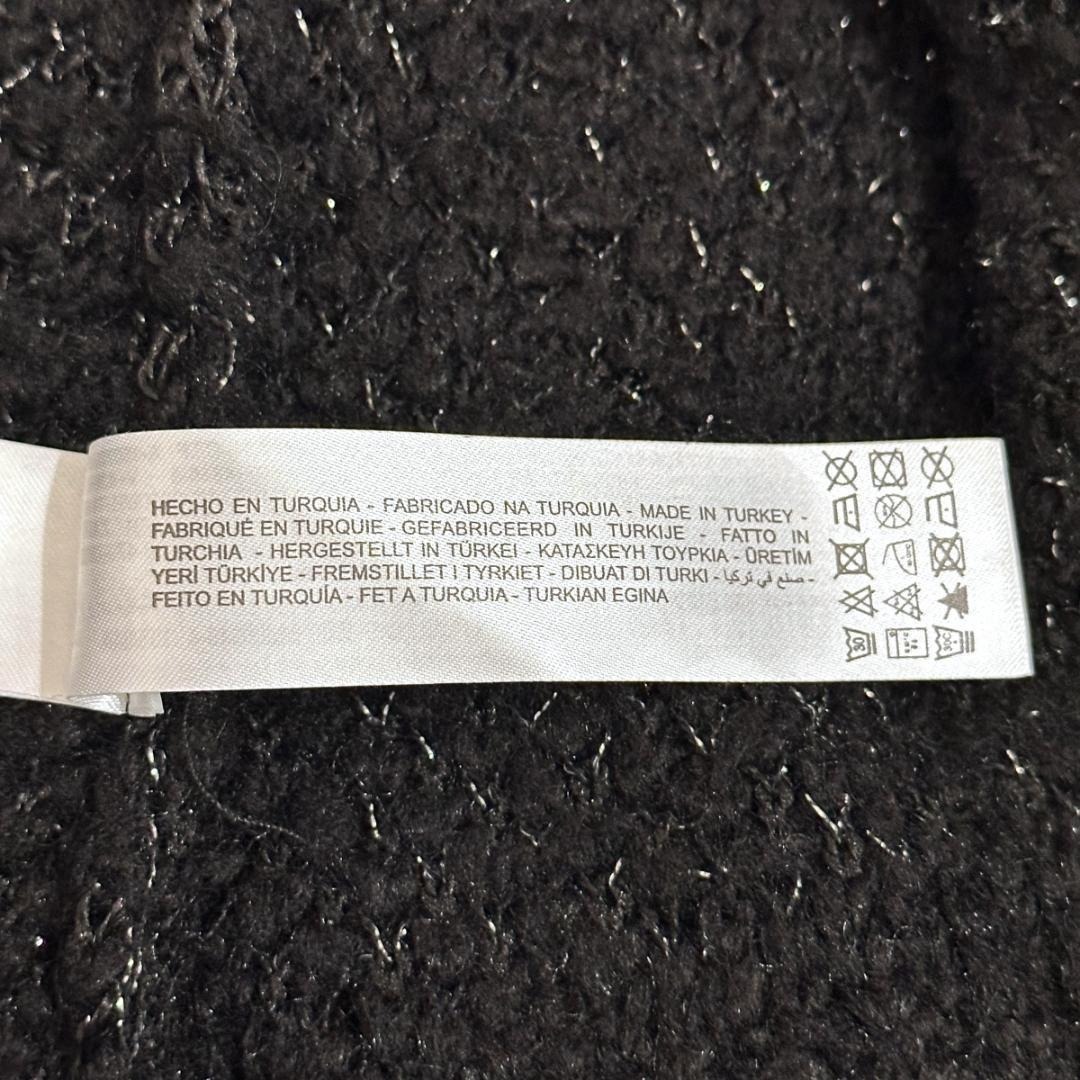 HECHO EN TURQUIA - FABRICADO NA TURQUIA - MADE IN TURKEY -
FABRIQUÉ EN TURQUIE - GEFABRICEERD IN TURKIJE - FATTO IN
TURCHIA - HERGESTELLT IN TÜRKEI - ΚΑΤΑΣΚΕΥΗ ΤΟΥΡΚΙΑ - ÜRETİM
YERİ TÜRKİYE - FREMSTILLET I TYRKIET - DIBUAT DI TURKI - صنع في تركيا -
FEITO EN TURQUÍA - FET A TURQUIA - TURKIAN EGINA
30
30C